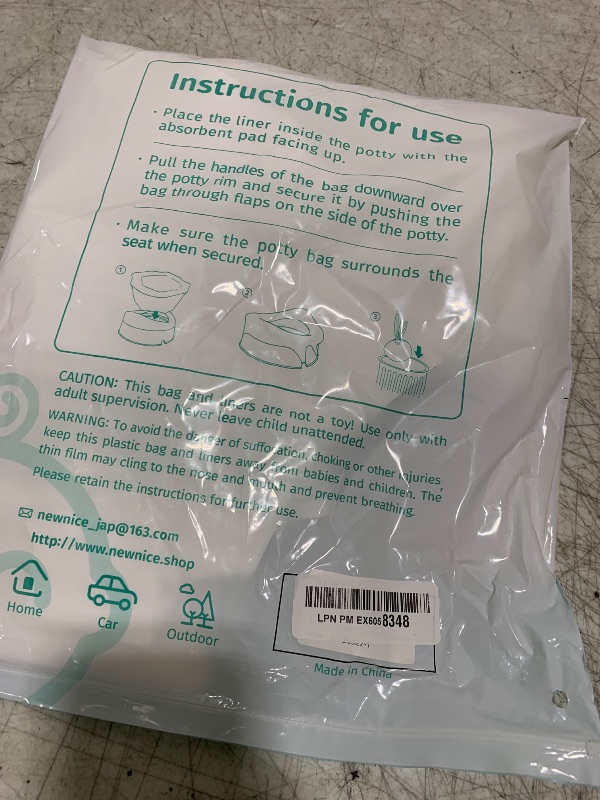 Instructions for use
· Place the liner inside the potty with the
absorbent pad facing up.
· Pull the handles of the bag downward over
the potty rim and secure it by pushing the
bag through flaps on the side of the potty.
· Make sure the potty bag surrounds the
seat when secured.
① ② ③
CAUTION: This bag and liners are not a toy! Use only with
adult supervision. Never leave child unattended.
WARNING: To avoid the danger of suffocation, choking or other injuries,
keep this plastic bag and liners away from babies and children. The
thin film may cling to the nose and mouth and prevent breathing.
Please retain the instructions for further use.
newnice_jap@163.com
http://www.newnice.shop
Home
Car
Outdoor
LPN PM EX6058348
Made in China